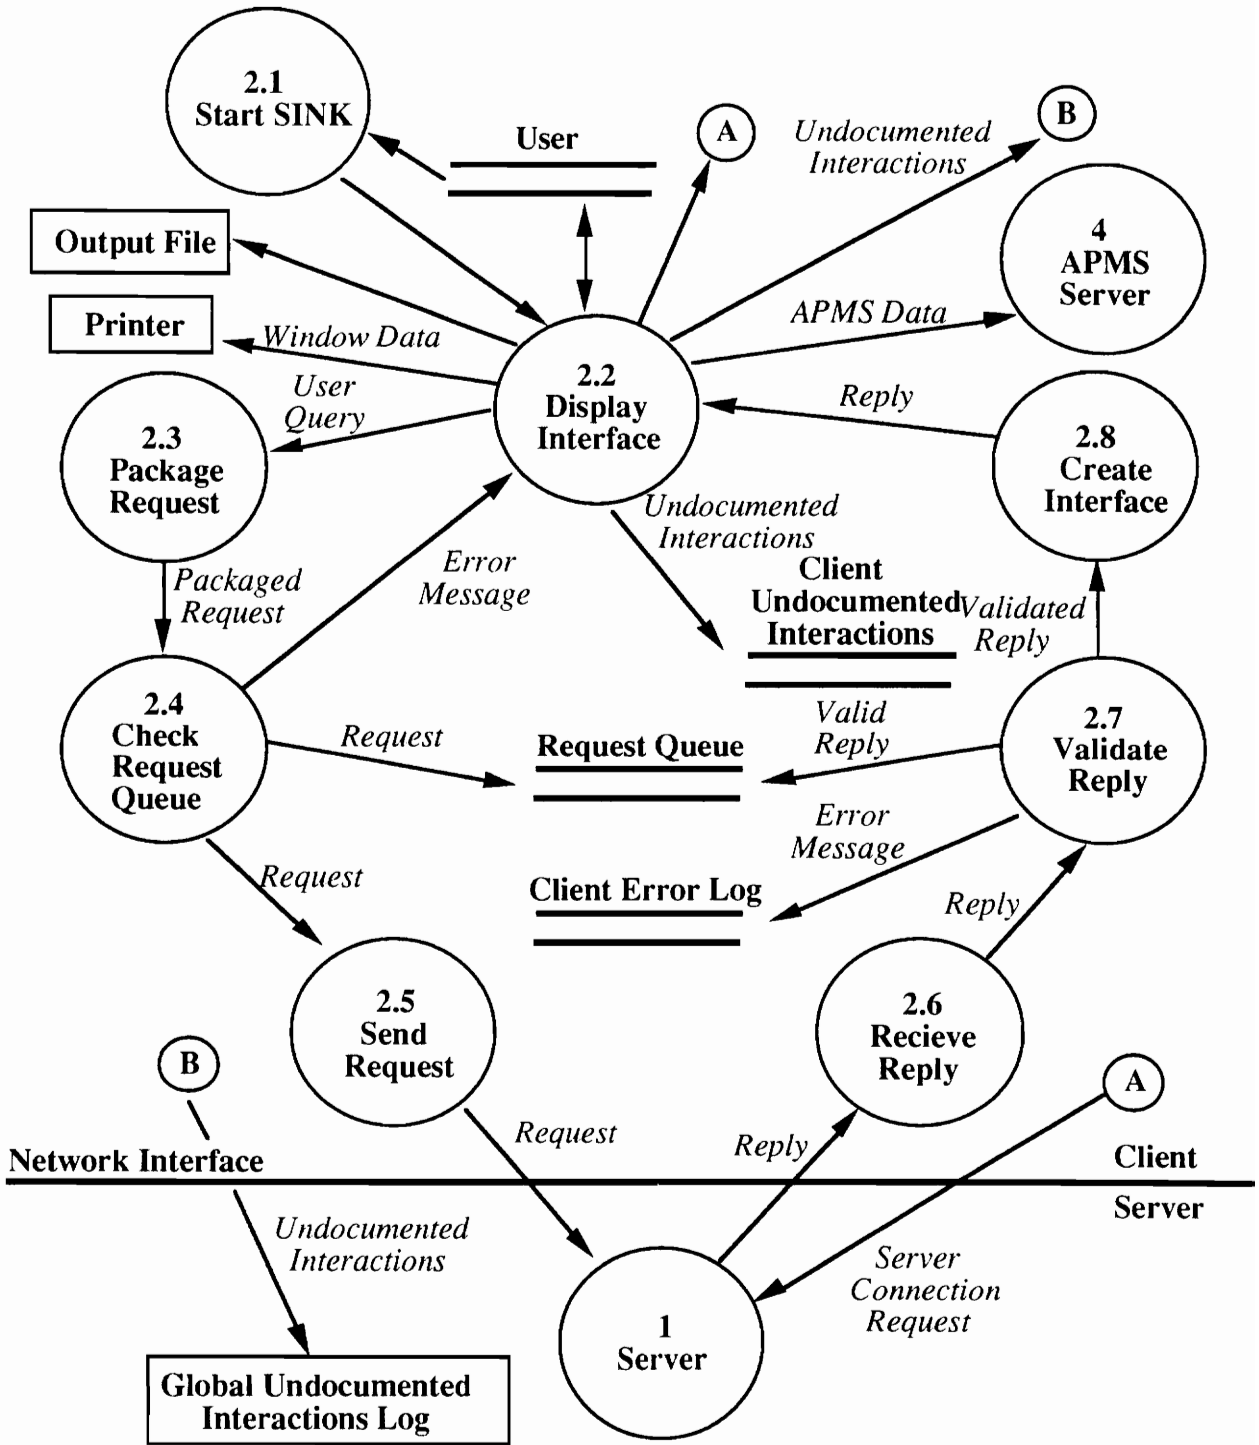 2.1
Start SINK
User
A
Undocumented
Interactions
B
Output File
4
APMS
Server
Printer
Window Data
APMS Data
User
Query
2.2
Display
Interface
Reply
2.3
Package
Request
2.8
Create
Interface
Undocumented
Interactions
Error
Message
Packaged
Request
Client
Undocumented
Interactions
Validated
Reply
2.4
Check
Request
Queue
Request
Request Queue
Valid
Reply
2.7
Validate
Reply
Error
Message
Request
Client Error Log
Reply
2.5
Send
Request
2.6
Recieve
Reply
B
A
Request
Reply
Network Interface
Client
Server
Undocumented
Interactions
Server
Connection
Request
1
Server
Global Undocumented
Interactions Log